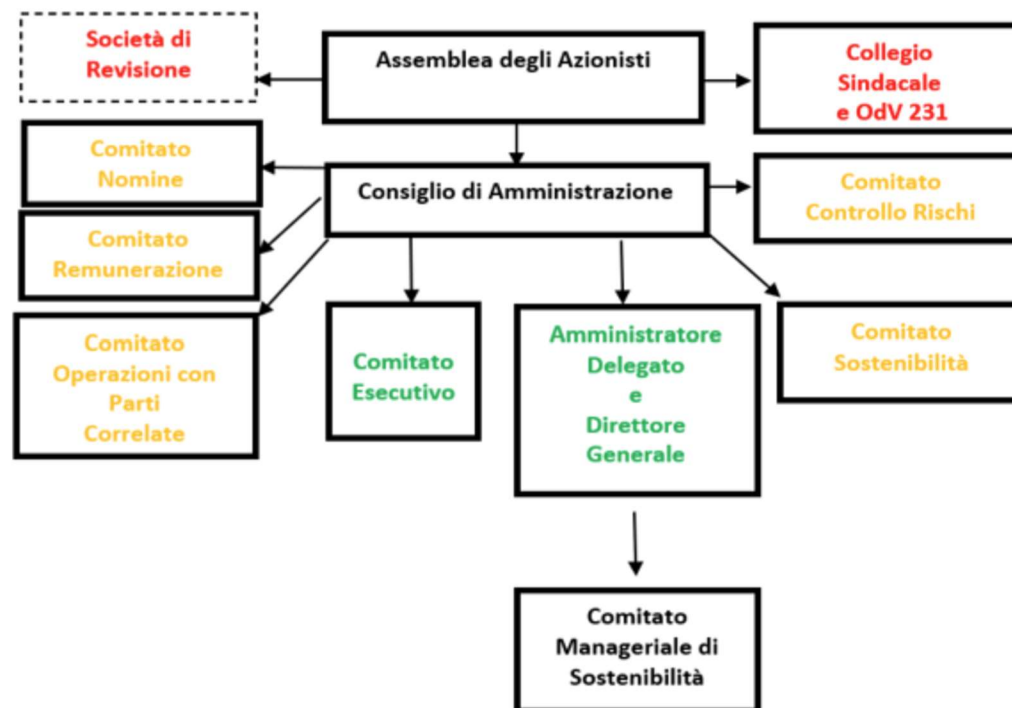 Società di
Revisione
Assemblea degli Azionisti
Collegio
Sindacale
e OdV 231
Comitato
Nomine
Consiglio di Amministrazione
Comitato
Controllo Rischi
Comitato
Remunerazione
Comitato
Operazioni con
Parti
Correlate
Comitato
Esecutivo
Amministratore
Delegato
e
Direttore
Generale
Comitato
Sostenibilità
Comitato
Manageriale di
Sostenibilità